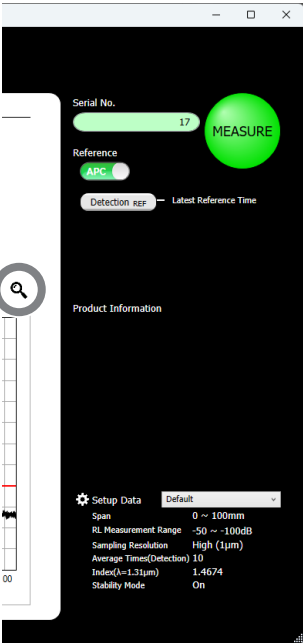 Serial No.
17
MEASURE
Reference
APC
Detection REF
Latest Reference Time
Product Information
Setup Data Default
Span 0 ~ 100mm
RL Measurement Range -50 ~ -100dB
Sampling Resolution High (1μm)
Average Times(Detection) 10
Index(λ=1.31μm) 1.4674
Stability Mode On
00